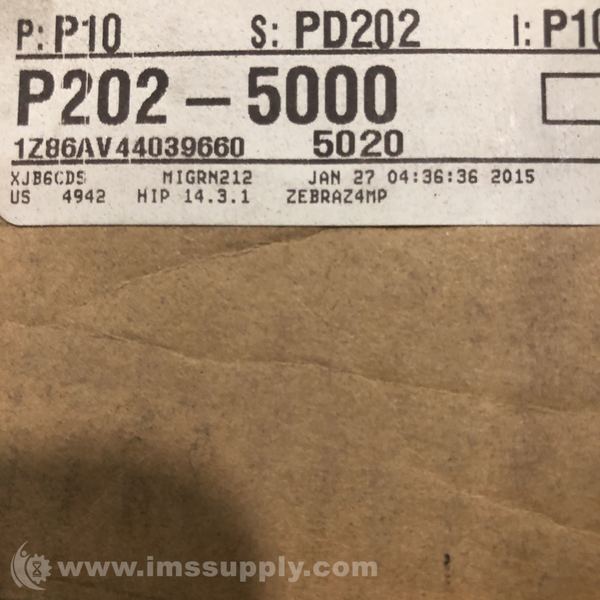 P: P10 S: PD202 I: P10
P202-5000
1Z86AV44039660 5020
XJB6CDS MIGRN212 JAN 27 04:36:36 2015
US 4942 HIP 14.3.1 ZEBRAZ4MP
www.imssupply.com